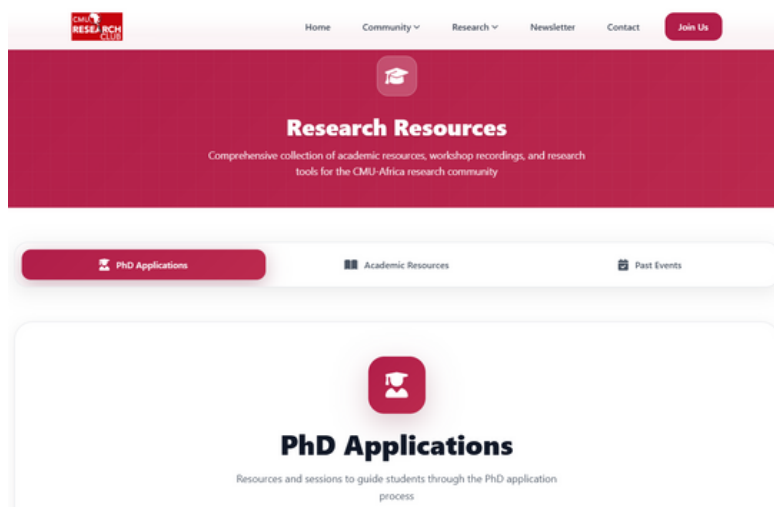 CMU
RESEARCH
CLUB
Home Community Research Newsletter Contact Join Us
Research Resources
Comprehensive collection of academic resources, workshop recordings, and research
tools for the CMU-Africa research community
PhD Applications Academic Resources Past Events
PhD Applications
Resources and sessions to guide students through the PhD application
process